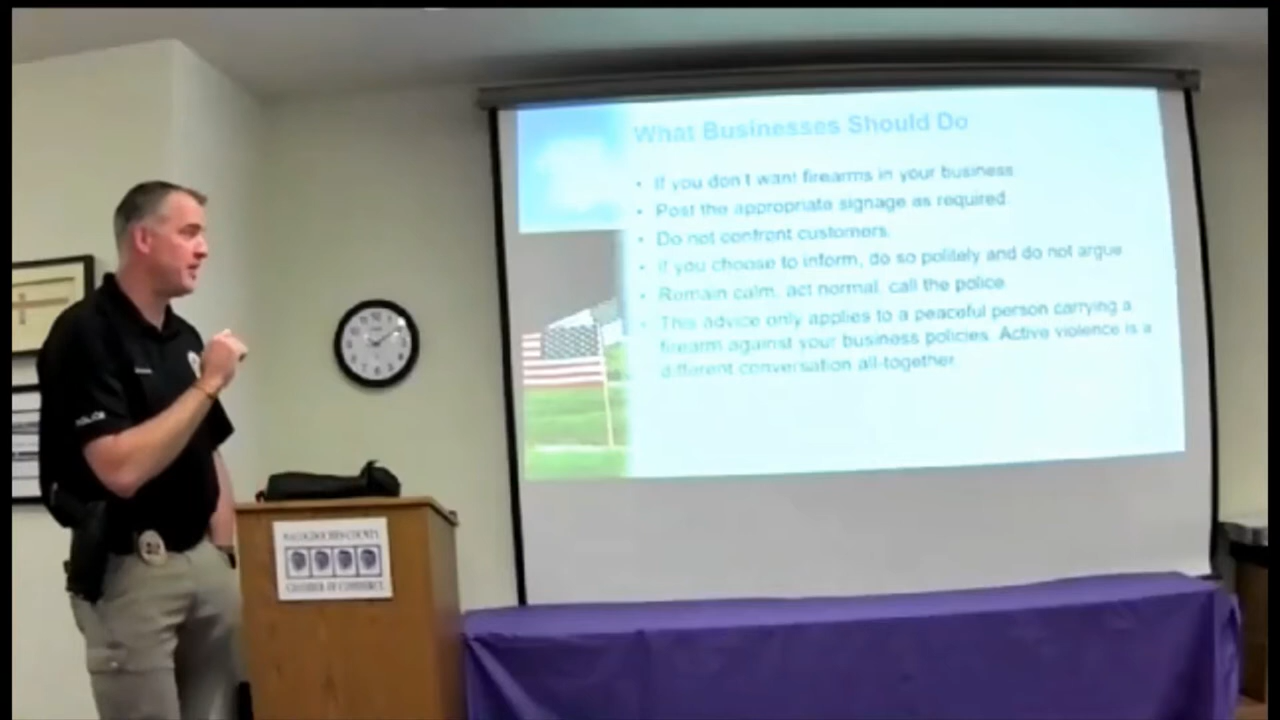 What Businesses Should Do
• If you don't want firearms in your business
• Post the appropriate signage as required.
• Do not confront customers.
• If you choose to inform, do so politely and do not argue
• Remain calm, act normal, call the police.
• This advice only applies to a peaceful person carrying a
firearm against your business policies. Active violence is a
different conversation all-together.
POLICE
NACOGDOCHES COUNTY
CHAMBER OF COMMERCE